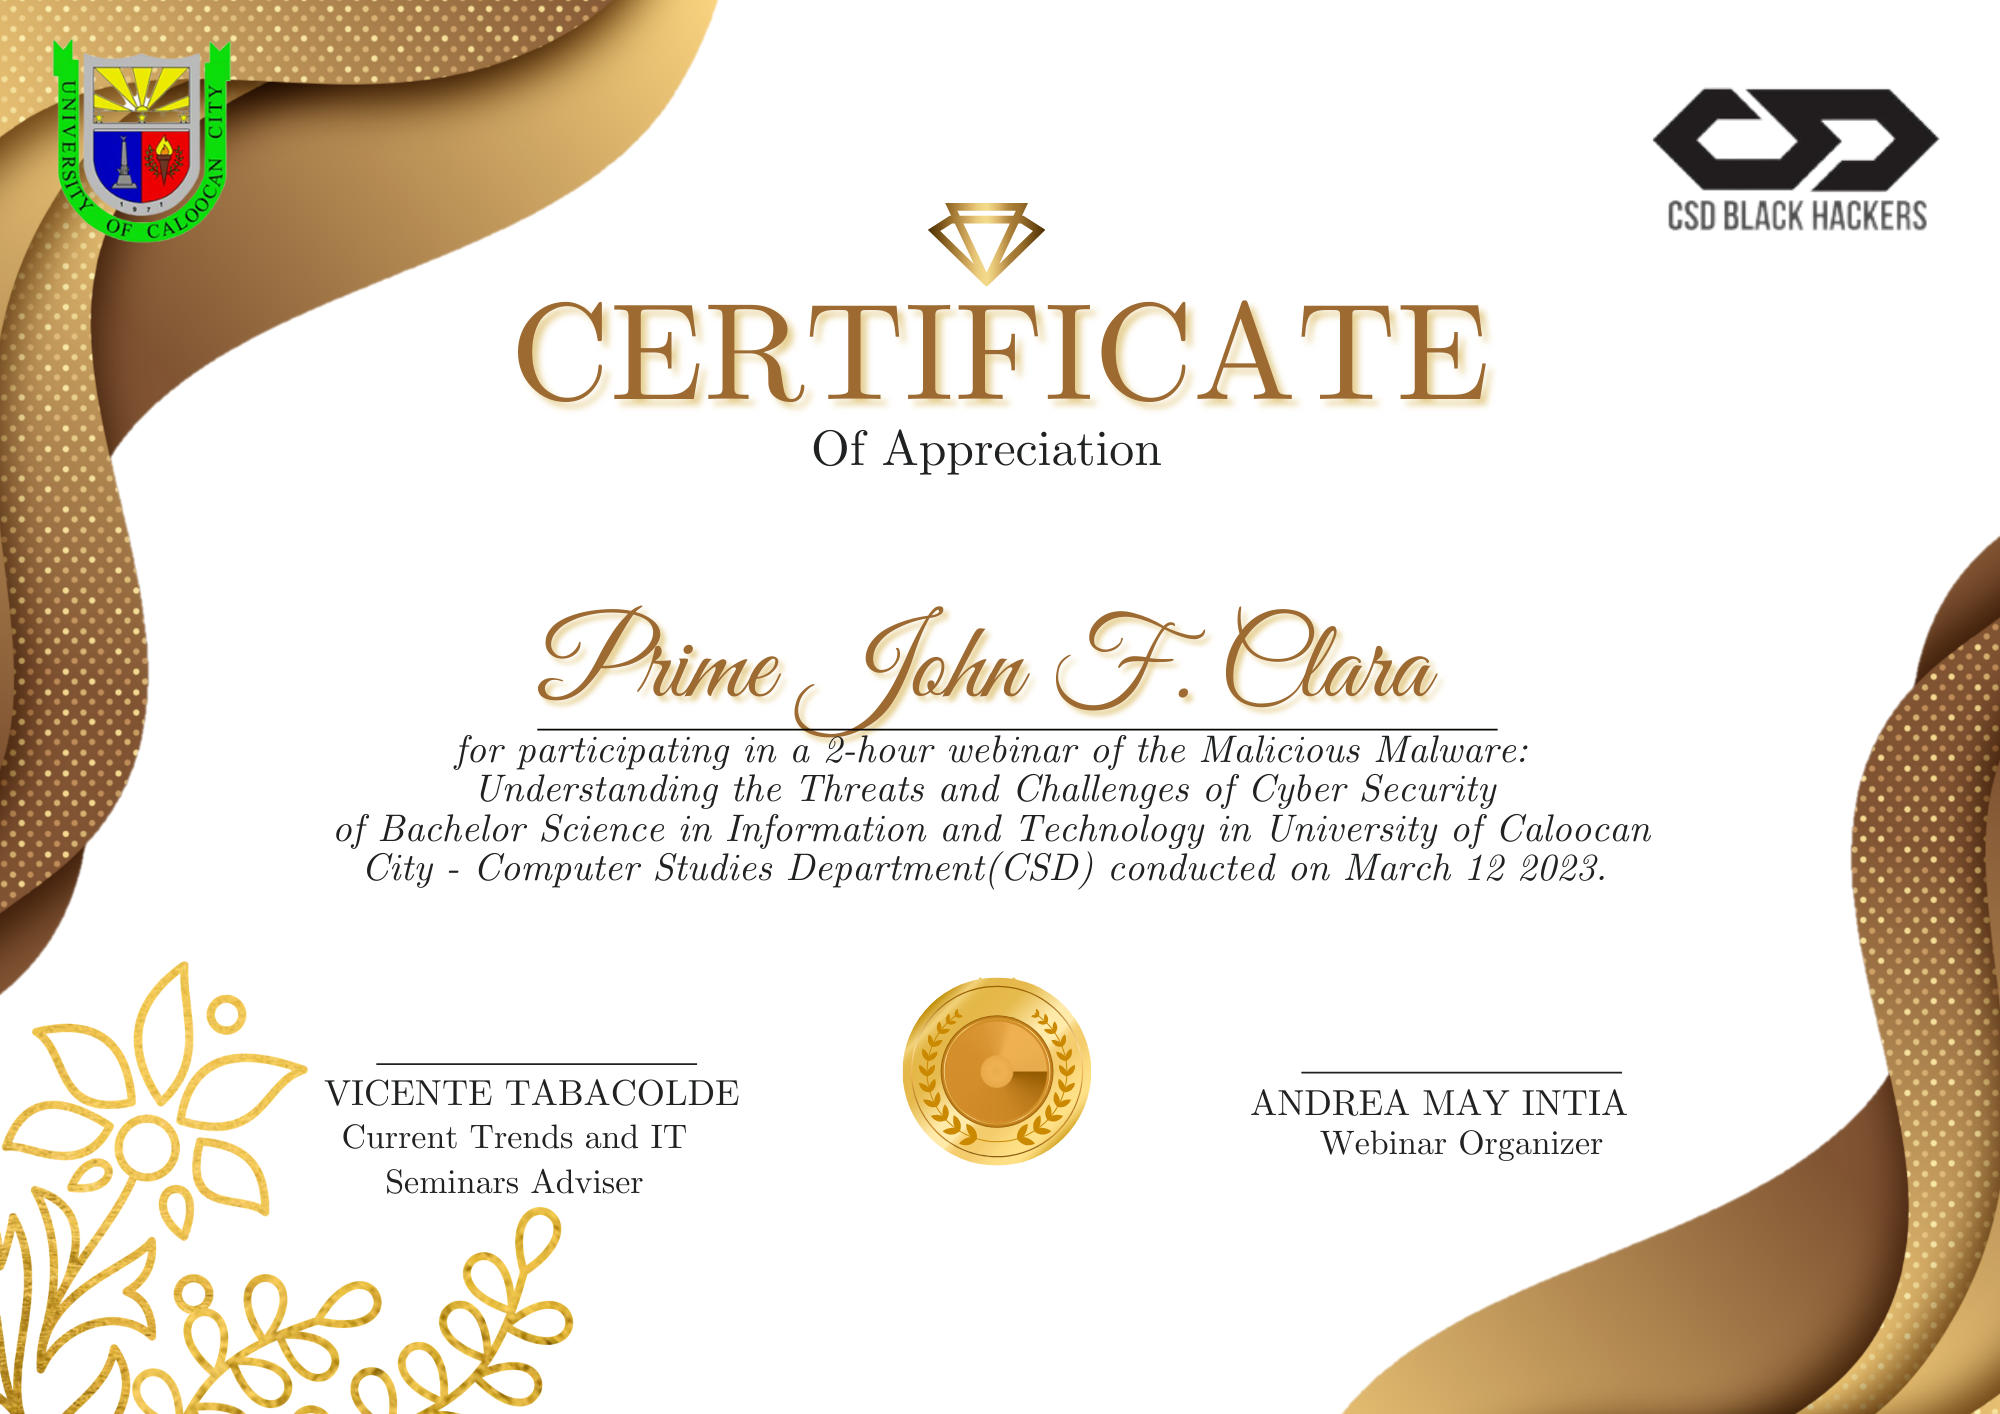 UNIVERSITY OF CALOOCAN CITY
1971
CSD BLACK HACKERS
CERTIFICATE
Of Appreciation
Prime John F. Clara
for participating in a 2-hour webinar of the Malicious Malware:
Understanding the Threats and Challenges of Cyber Security
of Bachelor Science in Information and Technology in University of Caloocan
City - Computer Studies Department(CSD) conducted on March 12 2023.
VICENTE TABACOLDE
Current Trends and IT
Seminars Adviser
ANDREA MAY INTIA
Webinar Organizer